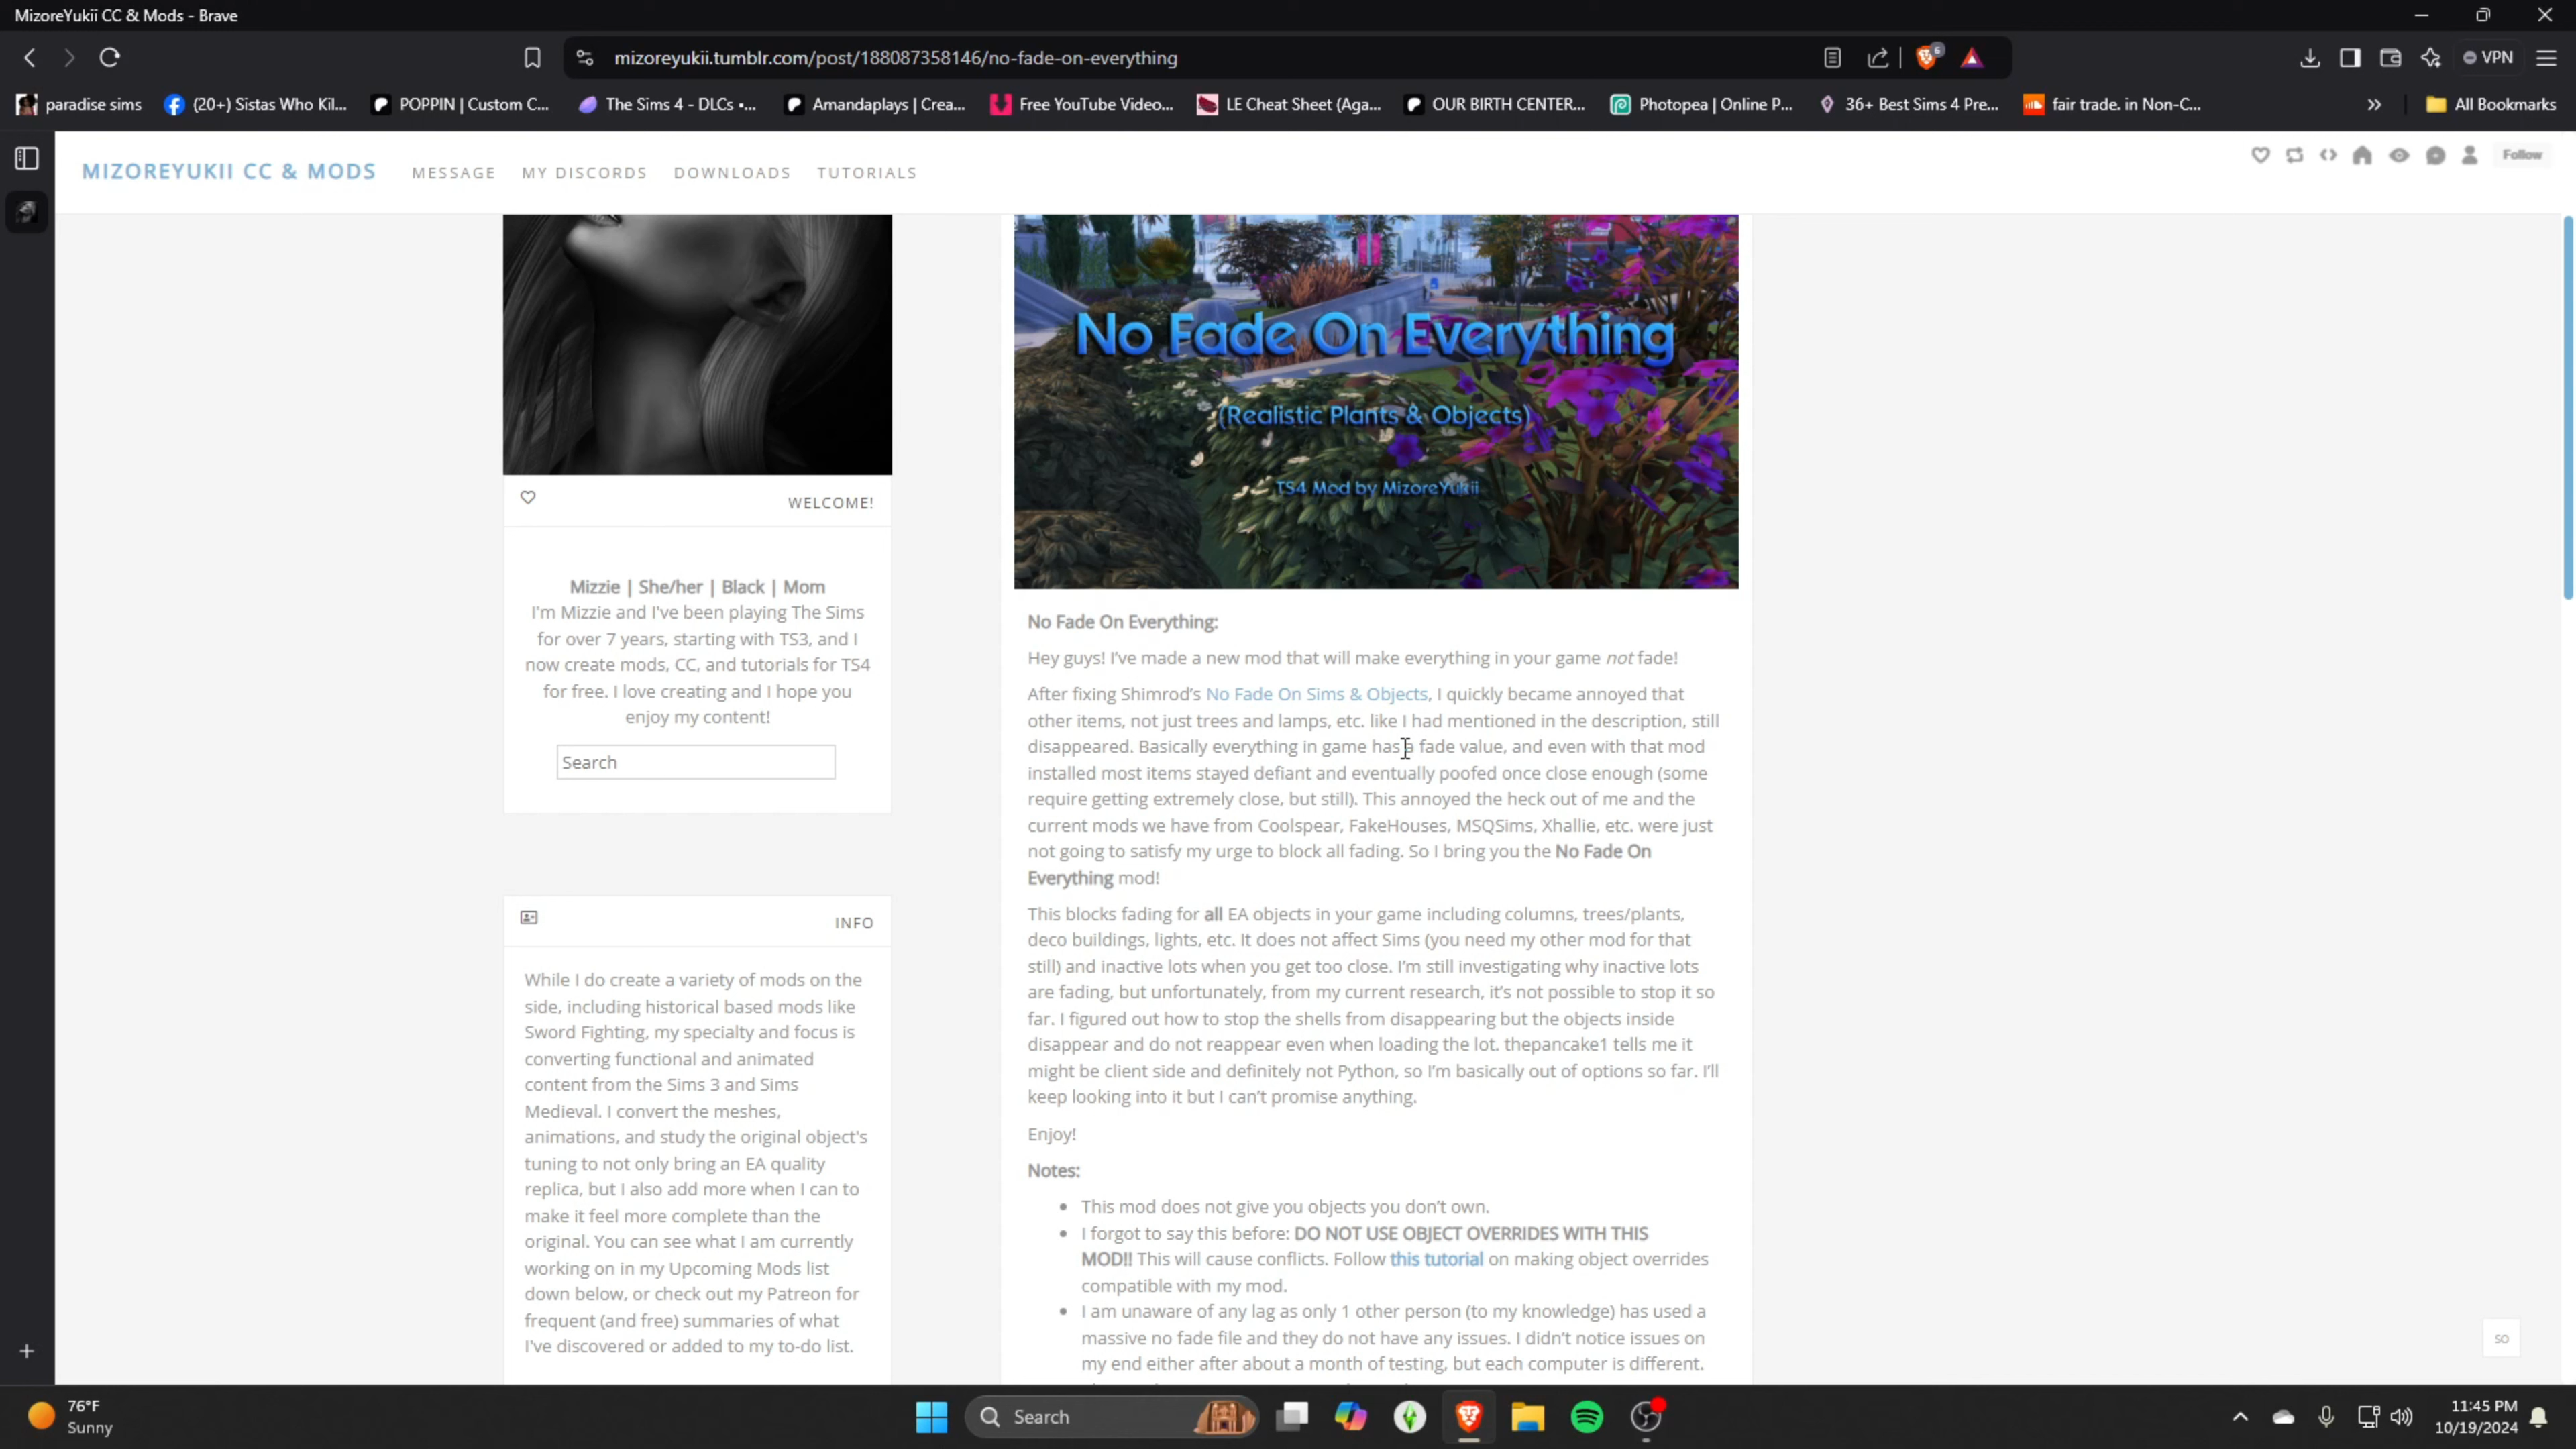 MizoreYukii CC & Mods - Brave
mizoreyukii.tumblr.com/post/188087358146/no-fade-on-everything
6
VPN
paradise sims
(20+) Sistas Who Kil...
POPPIN | Custom C...
The Sims 4 - DLCs •...
Amandaplays | Crea...
Free YouTube Video...
LE Cheat Sheet (Aga...
OUR BIRTH CENTER...
Photopea | Online P...
36+ Best Sims 4 Pre...
fair trade. in Non-C...
All Bookmarks
MIZOREYUKII CC & MODS
MESSAGE
MY DISCORDS
DOWNLOADS
TUTORIALS
Follow
WELCOME!
Mizzie | She/her | Black | Mom
I'm Mizzie and I've been playing The Sims
for over 7 years, starting with TS3, and I
now create mods, CC, and tutorials for TS4
for free. I love creating and I hope you
enjoy my content!
Search
INFO
While I do create a variety of mods on the
side, including historical based mods like
Sword Fighting, my specialty and focus is
converting functional and animated
content from the Sims 3 and Sims
Medieval. I convert the meshes,
animations, and study the original object's
tuning to not only bring an EA quality
replica, but I also add more when I can to
make it feel more complete than the
original. You can see what I am currently
working on in my Upcoming Mods list
down below, or check out my Patreon for
frequent (and free) summaries of what
I've discovered or added to my to-do list.
No Fade On Everything
(Realistic Plants & Objects)
TS4 Mod by MizoreYukii
No Fade On Everything:
Hey guys! I've made a new mod that will make everything in your game not fade!
After fixing Shimrod's No Fade On Sims & Objects, I quickly became annoyed that
other items, not just trees and lamps, etc. like I had mentioned in the description, still
disappeared. Basically everything in game has a fade value, and even with that mod
installed most items stayed defiant and eventually poofed once close enough (some
require getting extremely close, but still). This annoyed the heck out of me and the
current mods we have from Coolspear, FakeHouses, MSQSims, Xhallie, etc. were just
not going to satisfy my urge to block all fading. So I bring you the No Fade On
Everything mod!
This blocks fading for all EA objects in your game including columns, trees/plants,
deco buildings, lights, etc. It does not affect Sims (you need my other mod for that
still) and inactive lots when you get too close. I'm still investigating why inactive lots
are fading, but unfortunately, from my current research, it's not possible to stop it so
far. I figured out how to stop the shells from disappearing but the objects inside
disappear and do not reappear even when loading the lot. thepancake1 tells me it
might be client side and definitely not Python, so I'm basically out of options so far. I'll
keep looking into it but I can't promise anything.
Enjoy!
Notes:
• This mod does not give you objects you don't own.
• I forgot to say this before: DO NOT USE OBJECT OVERRIDES WITH THIS
MOD!! This will cause conflicts. Follow this tutorial on making object overrides
compatible with my mod.
• I am unaware of any lag as only 1 other person (to my knowledge) has used a
massive no fade file and they do not have any issues. I didn't notice issues on
my end either after about a month of testing, but each computer is different.
SO
76°F
Sunny
Search
11:45 PM
10/19/2024